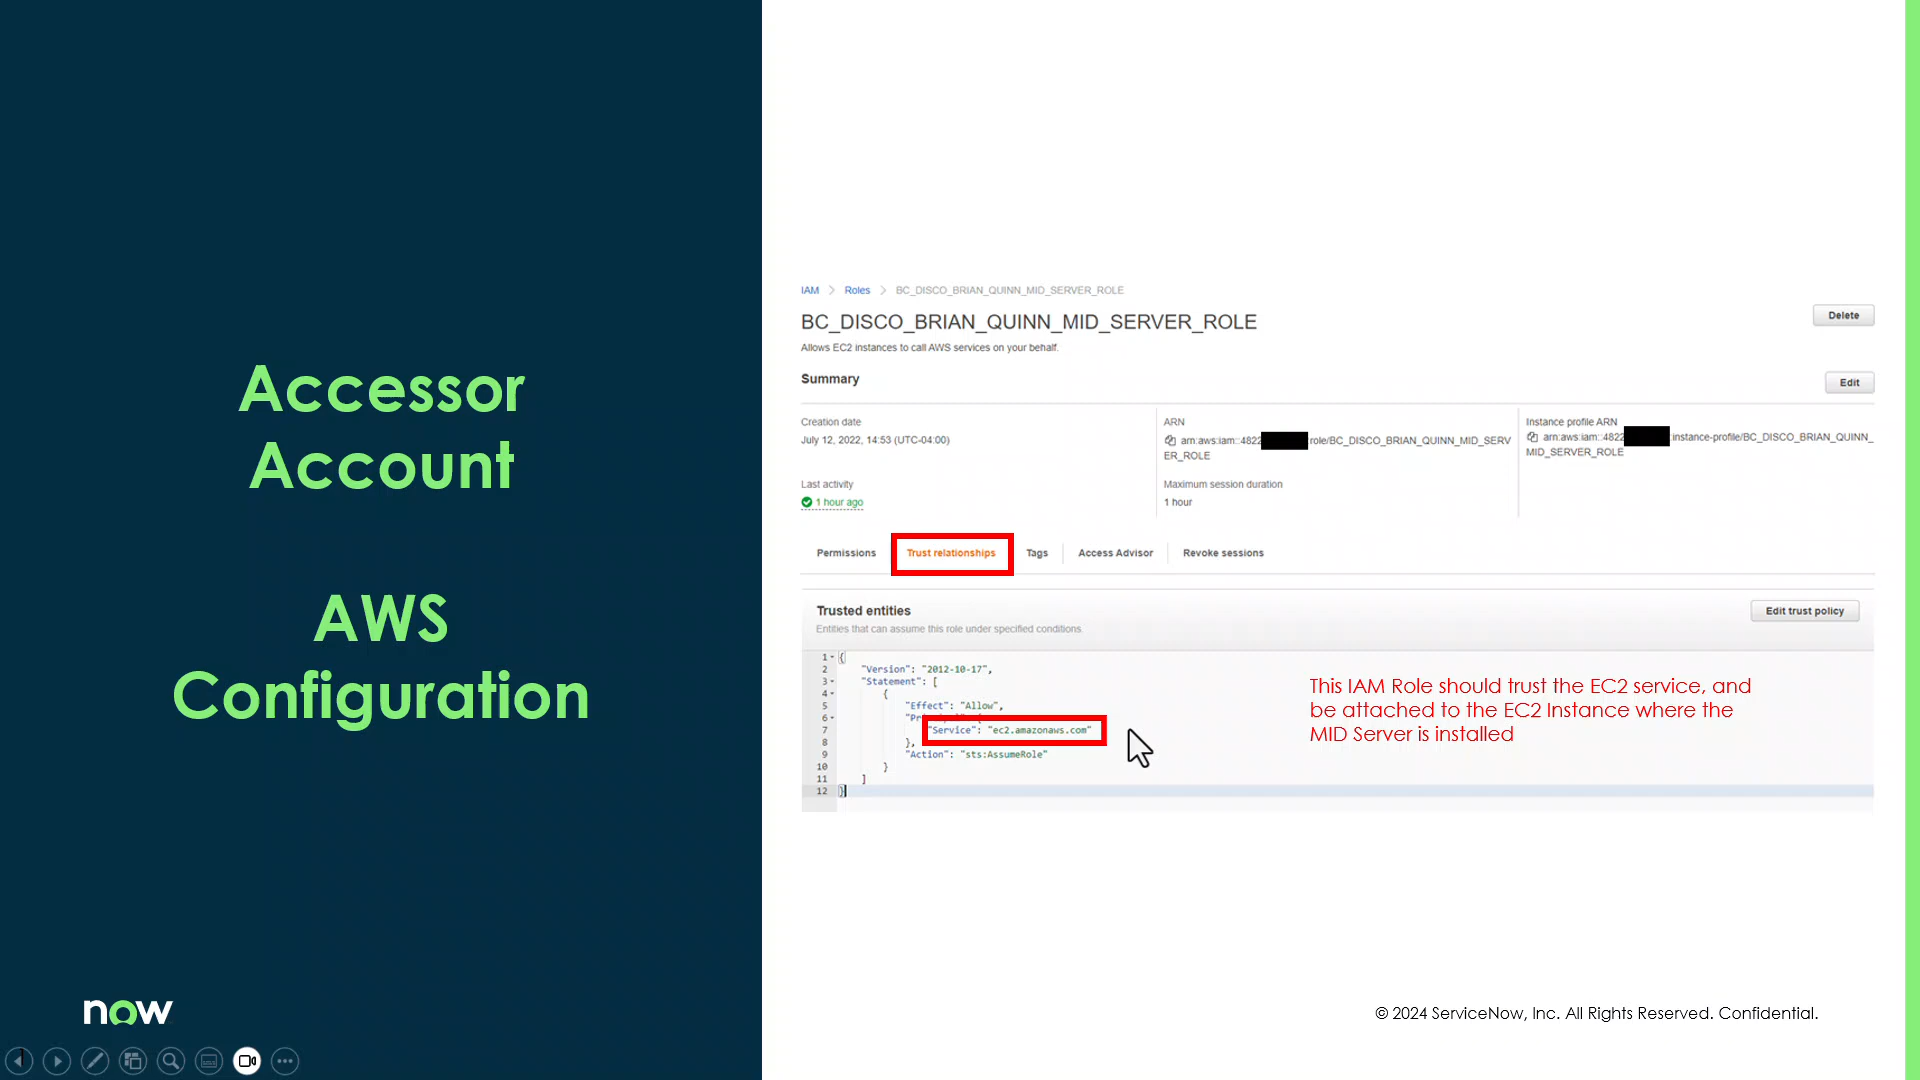 Accessor
Account
AWS
Configuration
now
IAM > Roles > BC_DISCO_BRIAN_QUINN_MID_SERVER_ROLE
BC_DISCO_BRIAN_QUINN_MID_SERVER_ROLE
Delete
Allows EC2 instances to call AWS services on your behalf.
Summary
Edit
Creation date
July 12, 2022, 14:53 (UTC-04:00)
ARN
arn:aws:iam::4822 role/BC_DISCO_BRIAN_QUINN_MID_SERV
ER_ROLE
Instance profile ARN
arn:aws:iam::4822 :instance-profile/BC_DISCO_BRIAN_QUINN_
MID_SERVER_ROLE
Last activity
1 hour ago
Maximum session duration
1 hour
Permissions
Trust relationships
Tags
Access Advisor
Revoke sessions
Trusted entities
Entities that can assume this role under specified conditions
Edit trust policy
1 {
2 "Version": "2012-10-17",
3 "Statement": [
4 {
5 "Effect": "Allow",
6
7 "Service": "ec2.amazonaws.com"
8 },
9 "Action": "sts:AssumeRole"
10 }
11 ]
12 }
This IAM Role should trust the EC2 service, and
be attached to the EC2 Instance where the
MID Server is installed
© 2024 ServiceNow, Inc. All Rights Reserved. Confidential.